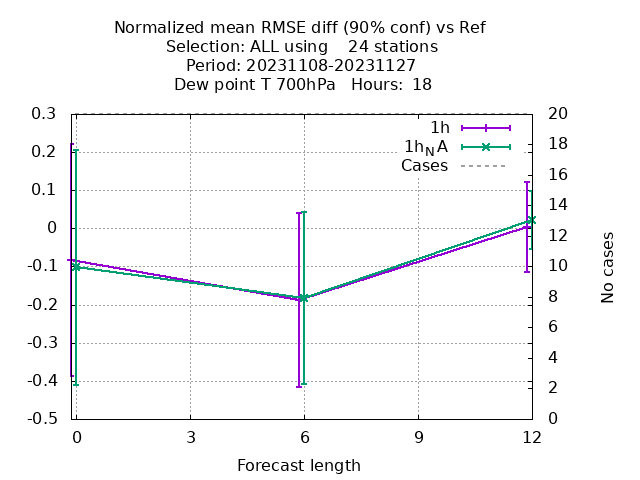 Normalized mean RMSE diff (90% conf) vs Ref
Selection: ALL using    24 stations
Period: 20231108-20231127
Dew point T 700hPa   Hours:  18
0.3
0.2
0.1
0
-0.1
-0.2
-0.3
-0.4
-0.5
20
18
16
14
12
10
8
6
4
2
0
1h
1h_N A
Cases
No cases
0 3 6 9 12
Forecast length